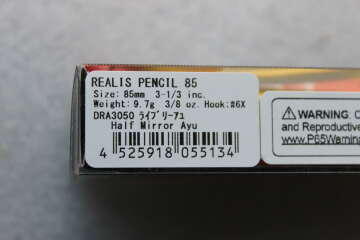 REALIS PENCIL 85
Size: 85mm 3-1/3 inc.
Weight: 9.7g 3/8 oz. Hook:#6X
DRA3050 ライブリーアユ
Half Mirror Ayu
4 525918 055134
WARNING:
and Reproductive
www.P65Warnin